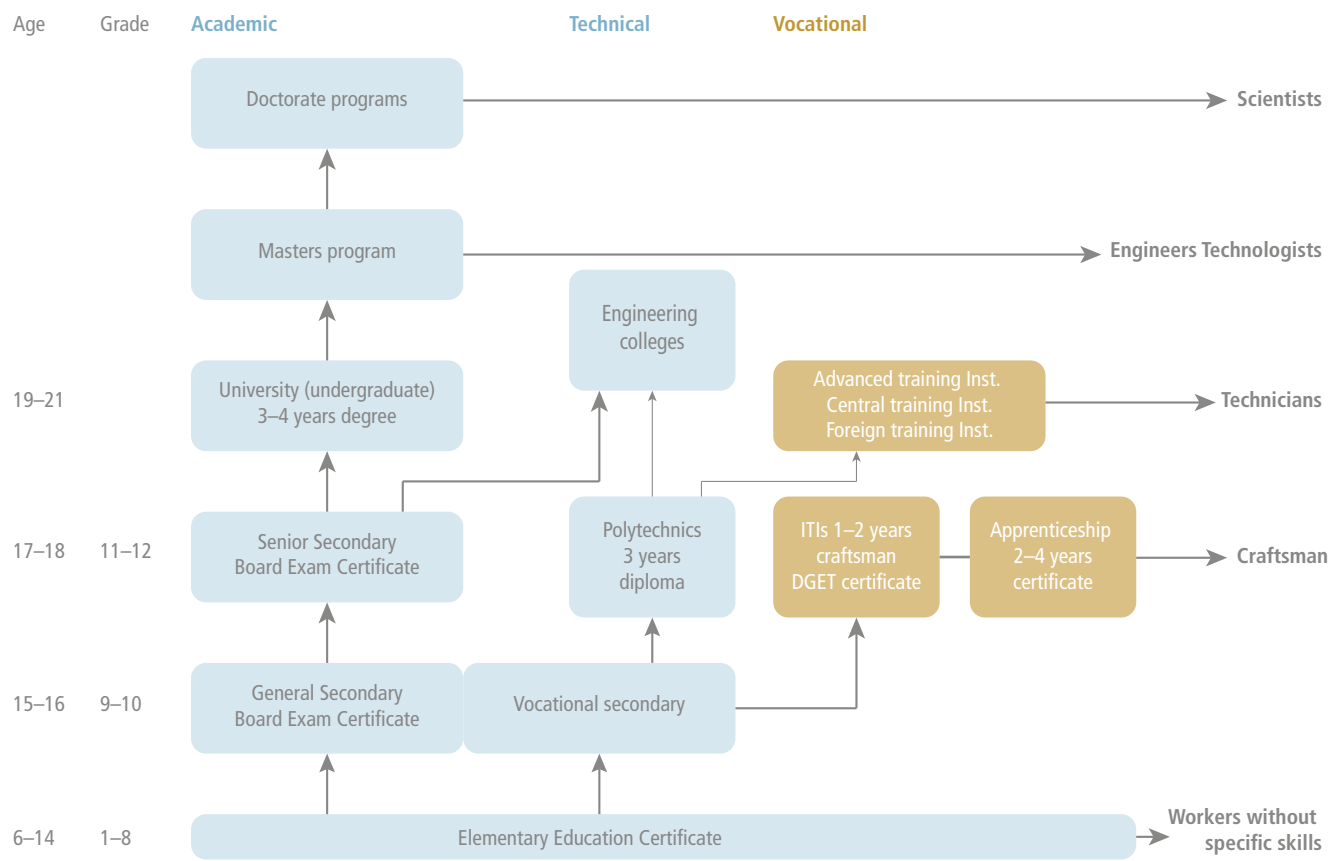 Age Grade Academic Technical Vocational
Doctorate programs
Scientists
Masters program
Engineers Technologists
Engineering
colleges
19–21
University (undergraduate)
3–4 years degree
Advanced training Inst.
Central training Inst.
Foreign training Inst.
Technicians
17–18 11–12
Senior Secondary
Board Exam Certificate
Polytechnics
3 years
diploma
ITIs 1–2 years
craftsman
DGET certificate
Apprenticeship
2–4 years
certificate
Craftsman
15–16 9–10
General Secondary
Board Exam Certificate
Vocational secondary
6–14 1–8
Elementary Education Certificate
Workers without
specific skills